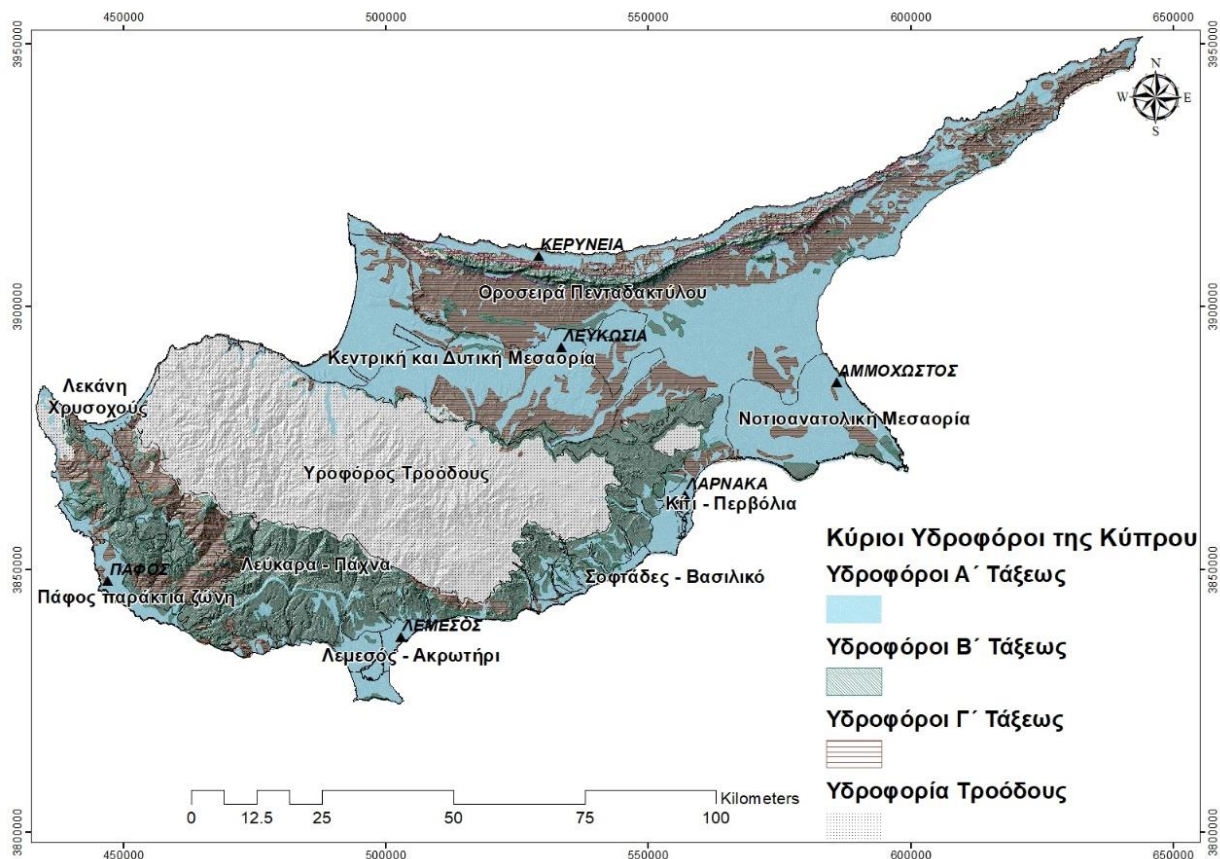 450000 500000 550000 600000 650000
3950000 3950000
N
W E
S
ΚΕΡΥΝΕΙΑ
Οροσειρά Πενταδακτύλου
3900000 3900000
ΛΕΥΚΩΣΙΑ
Κεντρική και Δυτική Μεσαορία
ΑΜΜΟΧΩΣΤΟΣ
Λεκάνη
Χρυσοχούς
Νοτιοανατολική Μεσαορία
Υροφόρος Τροόδους
ΛΑΡΝΑΚΑ
Κίτι - Περβόλια
Κύριοι Υδροφόροι της Κύπρου
3850000 3850000
Λεύκαρα - Πάχνα
ΠΑΦΟΣ
Σοφτάδες - Βασιλικό
Υδροφόροι Α΄ Τάξεως
Πάφος παράκτια ζώνη
ΛΕΜΕΣΟΣ
Λεμεσός - Ακρωτήρι
Υδροφόροι Β΄ Τάξεως
Υδροφόροι Γ΄ Τάξεως
Υδροφορία Τροόδους
Kilometers
0 12.5 25 50 75 100
3800000 3800000
450000 500000 550000 600000 650000